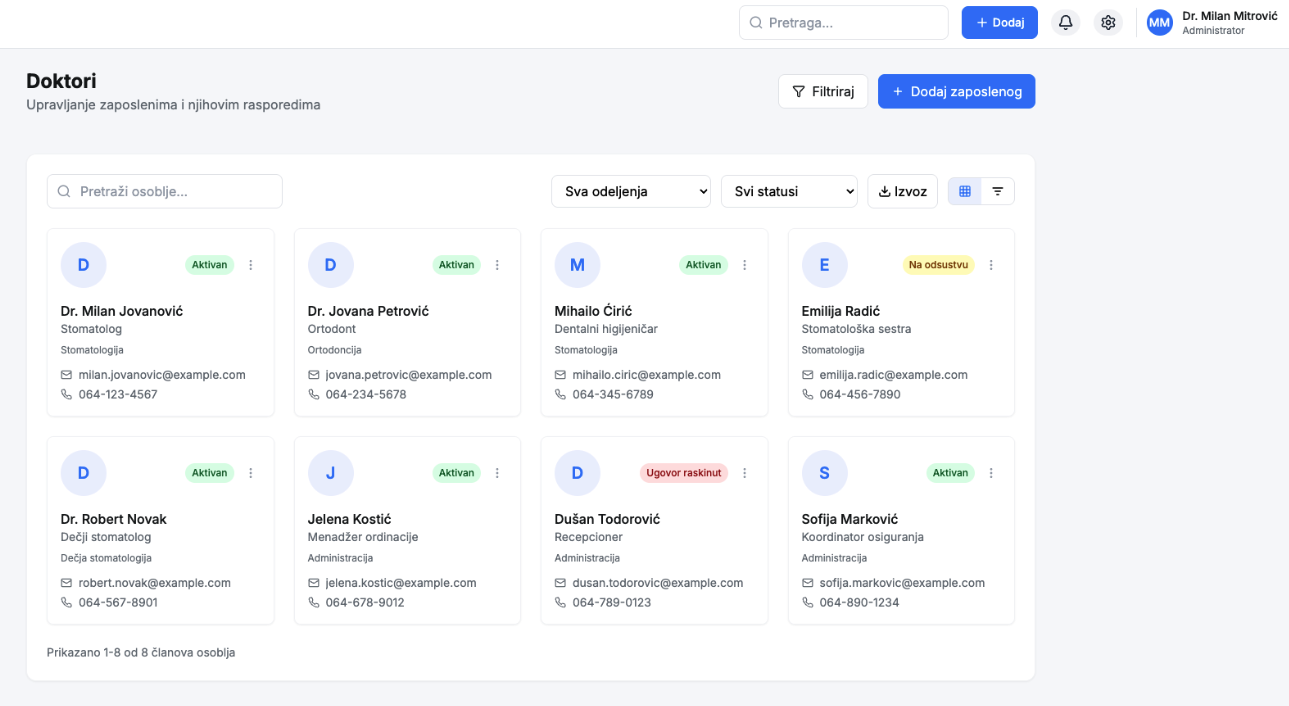 Pretraga...
Dodaj
MM
Dr. Milan Mitrović
Administrator
Doktori
Upravljanje zaposlenima i njihovim rasporedima
Filtriraj
Dodaj zaposlenog
Pretraži osoblje...
Sva odeljenja
Svi statusi
Izvoz
D
Aktivan
Dr. Milan Jovanović
Stomatolog
Stomatologija
milan.jovanovic@example.com
064-123-4567
D
Aktivan
Dr. Jovana Petrović
Ortodont
Ortodoncija
jovana.petrovic@example.com
064-234-5678
M
Aktivan
Mihailo Ćirić
Dentalni higijeničar
Stomatologija
mihailo.ciric@example.com
064-345-6789
E
Na odsustvu
Emilija Radić
Stomatološka sestra
Stomatologija
emilija.radic@example.com
064-456-7890
D
Aktivan
Dr. Robert Novak
Dečji stomatolog
Dečja stomatologija
robert.novak@example.com
064-567-8901
J
Aktivan
Jelena Kostić
Menadžer ordinacije
Administracija
jelena.kostic@example.com
064-678-9012
D
Ugovor raskinut
Dušan Todorović
Recepcioner
Administracija
dusan.todorovic@example.com
064-789-0123
S
Aktivan
Sofija Marković
Koordinator osiguranja
Administracija
sofija.markovic@example.com
064-890-1234
Prikazano 1-8 od 8 članova osoblja